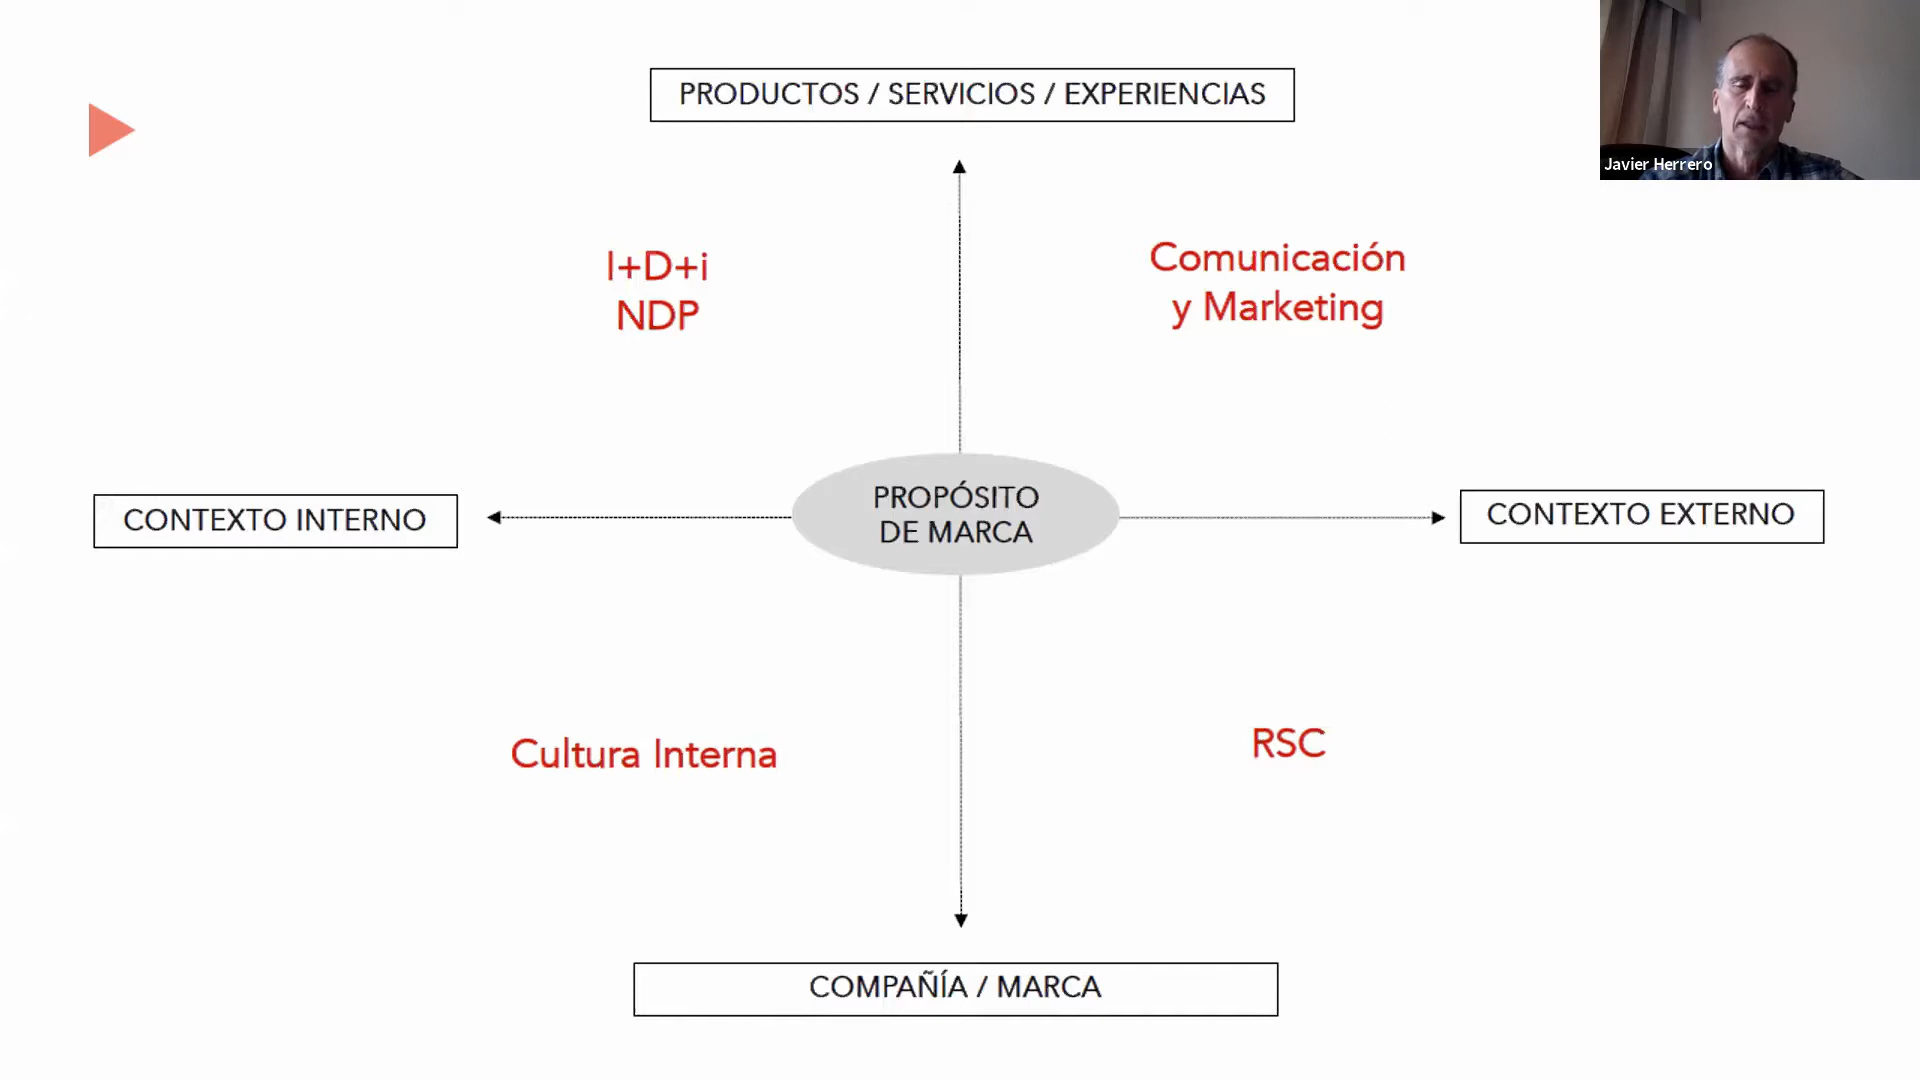 PRODUCTOS / SERVICIOS / EXPERIENCIAS
Javier Herrero
I+D+i
NDP
Comunicación
y Marketing
CONTEXTO INTERNO
PROPÓSITO
DE MARCA
CONTEXTO EXTERNO
Cultura Interna
RSC
COMPAÑÍA / MARCA